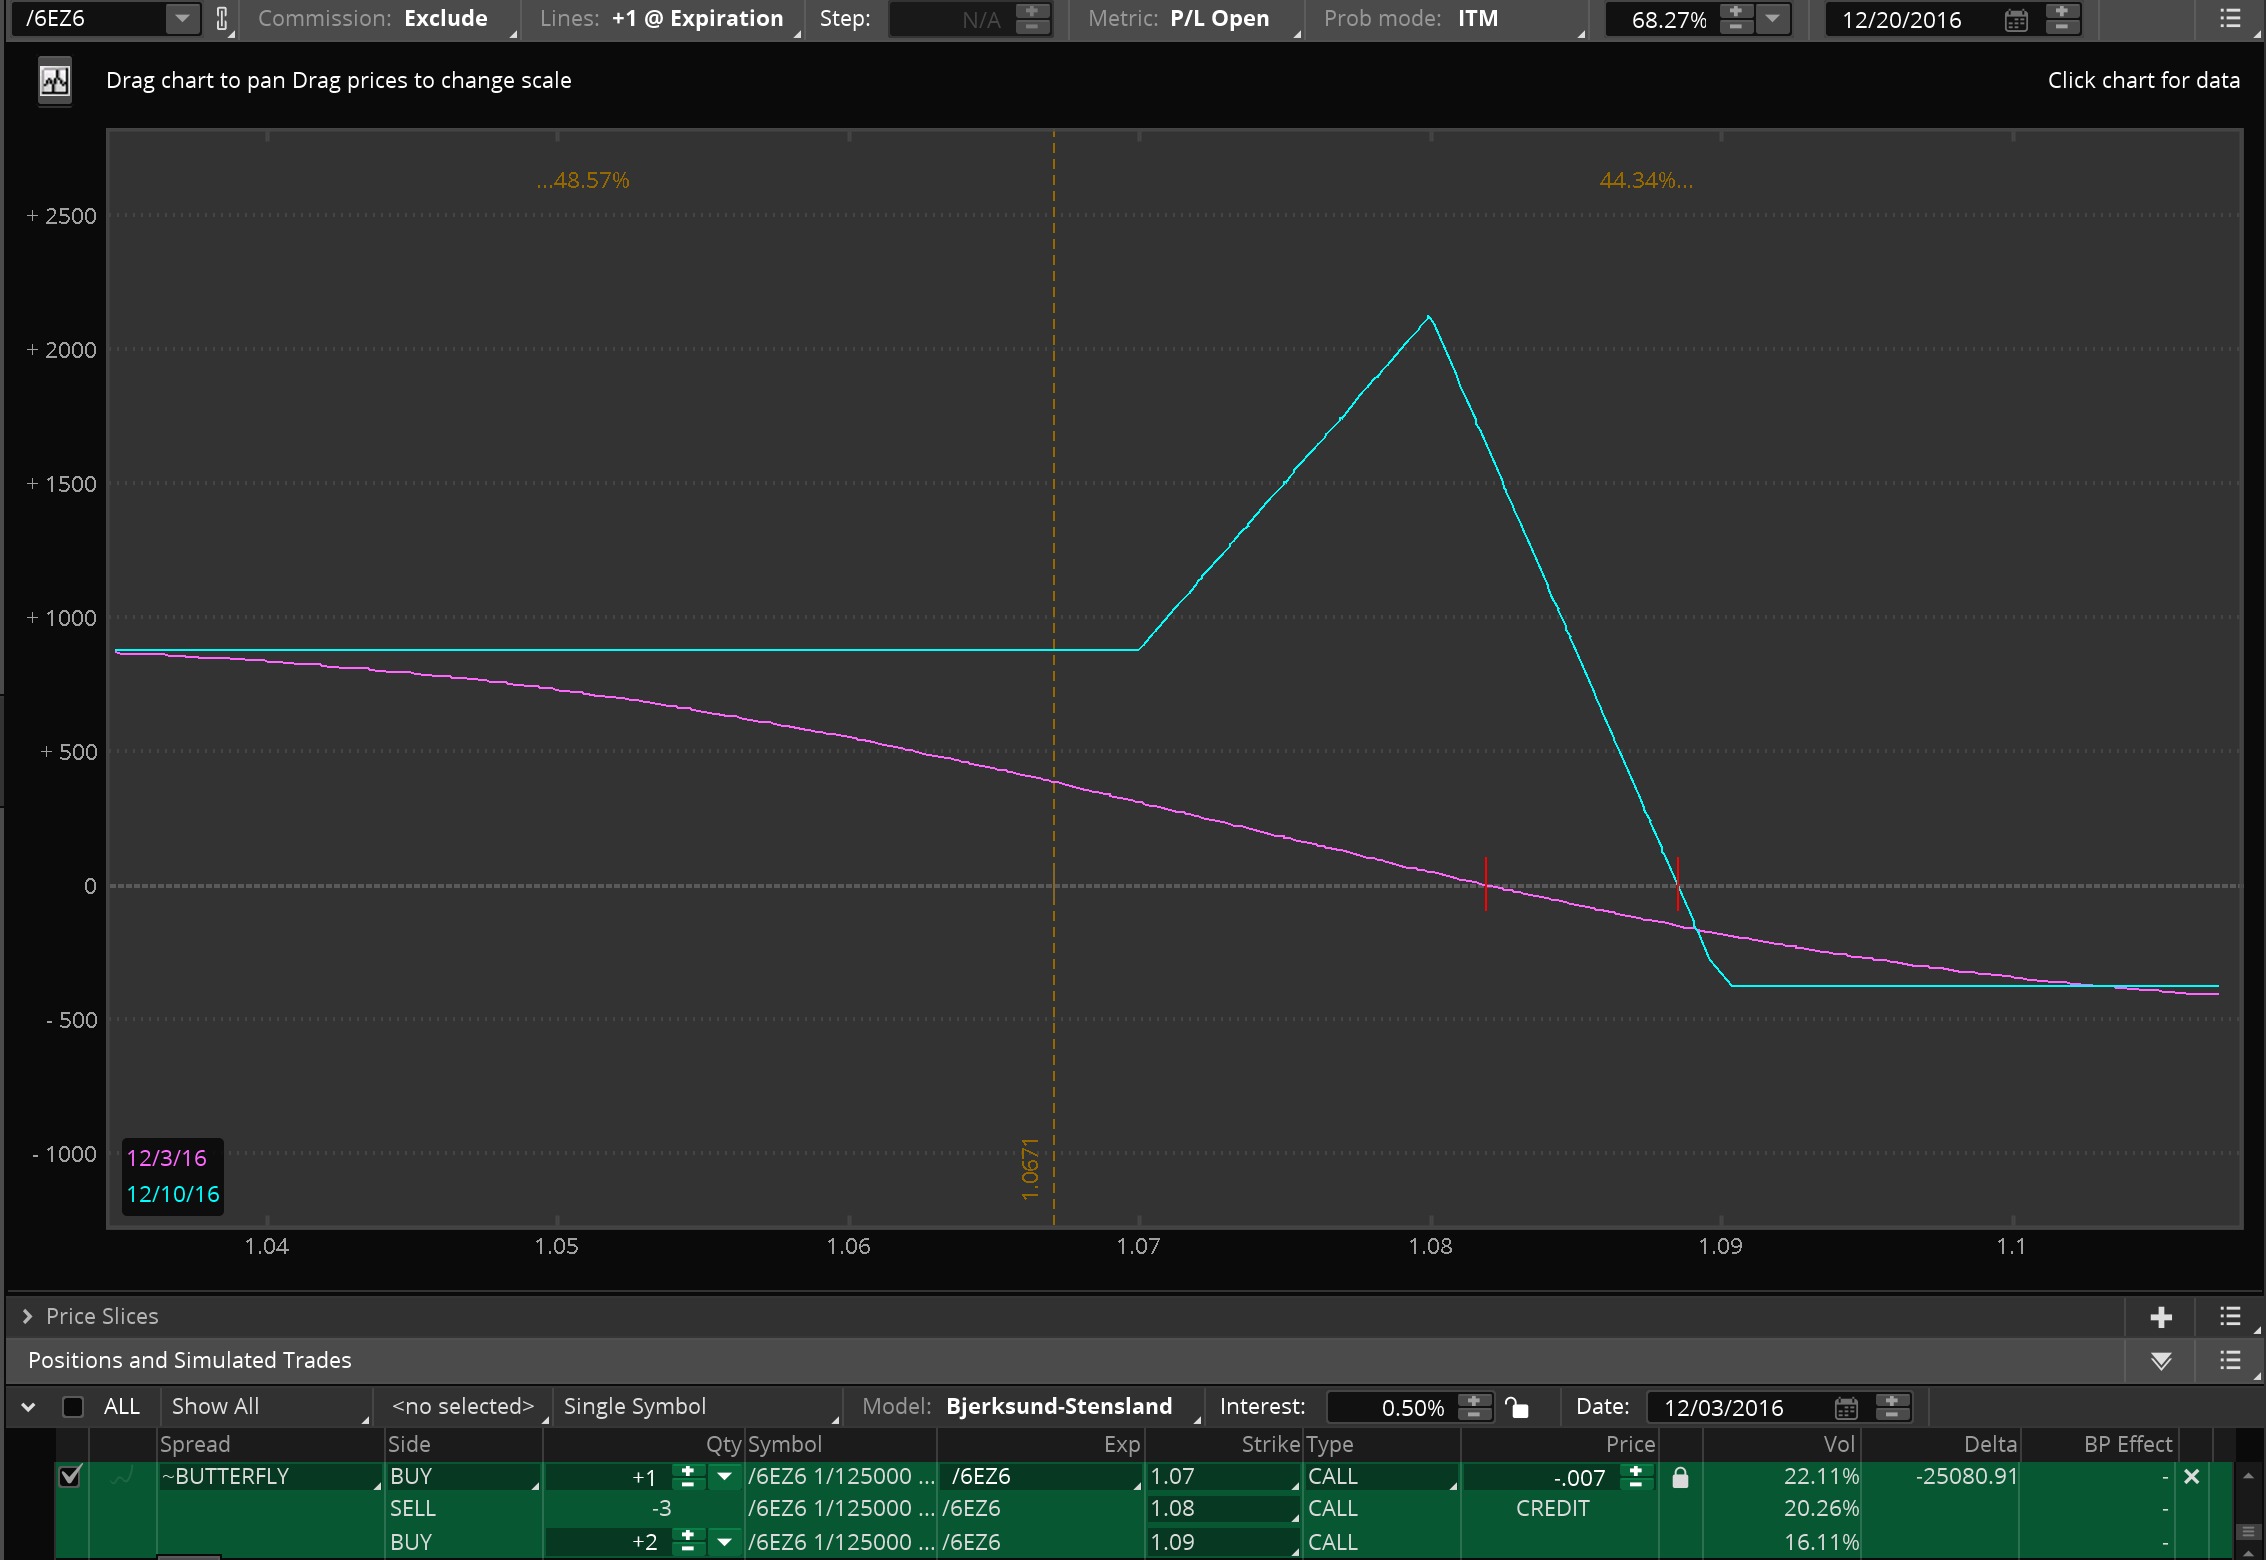 /6EZ6 Commission: Exclude Lines: +1 @ Expiration Step: N/A Metric: P/L Open Prob mode: ITM 68.27% 12/20/2016
Drag chart to pan Drag prices to change scale Click chart for data
...48.57% 44.34%...
+ 2500
+ 2000
+ 1500
+ 1000
+ 500
0
- 500
- 1000
1.0671
12/3/16
12/10/16
1.04 1.05 1.06 1.07 1.08 1.09 1.1
Price Slices
Positions and Simulated Trades
ALL Show All <no selected> Single Symbol Model: Bjerksund-Stensland Interest: 0.50% Date: 12/03/2016
Spread Side Qty Symbol Exp Strike Type Price Vol Delta BP Effect
~BUTTERFLY BUY +1 /6EZ6 1/125000 ... /6EZ6 1.07 CALL -.007 22.11% -25080.91 -
SELL -3 /6EZ6 1/125000 ... /6EZ6 1.08 CALL CREDIT 20.26% -
BUY +2 /6EZ6 1/125000 ... /6EZ6 1.09 CALL 16.11% -